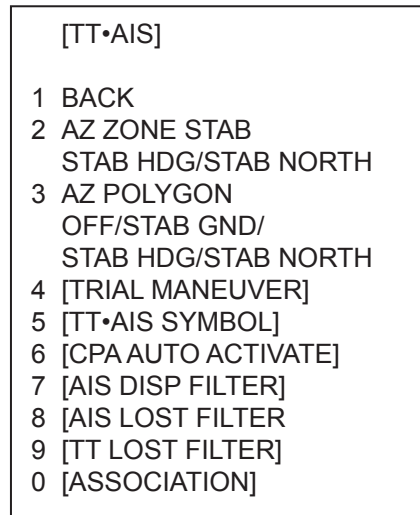 [TT•AIS]
1 BACK
2 AZ ZONE STAB
STAB HDG/STAB NORTH
3 AZ POLYGON
OFF/STAB GND/
STAB HDG/STAB NORTH
4 [TRIAL MANEUVER]
5 [TT•AIS SYMBOL]
6 [CPA AUTO ACTIVATE]
7 [AIS DISP FILTER]
8 [AIS LOST FILTER
9 [TT LOST FILTER]
0 [ASSOCIATION]